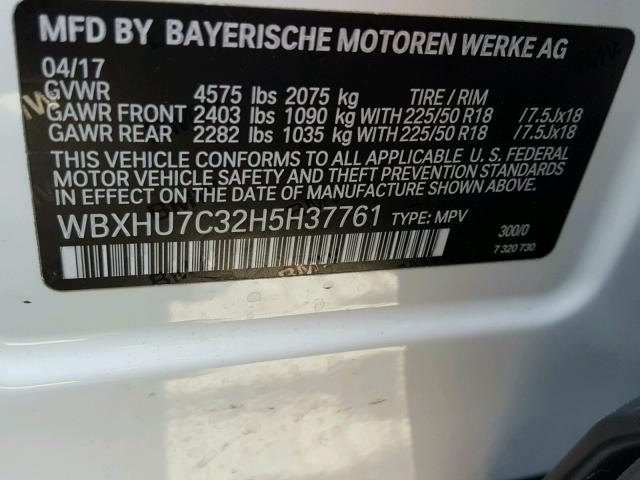 MFD BY BAYERISCHE MOTOREN WERKE AG
04/17
GVWR 4575 lbs 2075 kg TIRE / RIM
GAWR FRONT 2403 lbs 1090 kg WITH 225/50 R18 /7.5Jx18
GAWR REAR 2282 lbs 1035 kg WITH 225/50 R18 /7.5Jx18
THIS VEHICLE CONFORMS TO ALL APPLICABLE U.S. FEDERAL
MOTOR VEHICLE SAFETY AND THEFT PREVENTION STANDARDS
IN EFFECT ON THE DATE OF MANUFACTURE SHOWN ABOVE.
WBXHU7C32H5H37761 TYPE: MPV 300/0
7 320 730